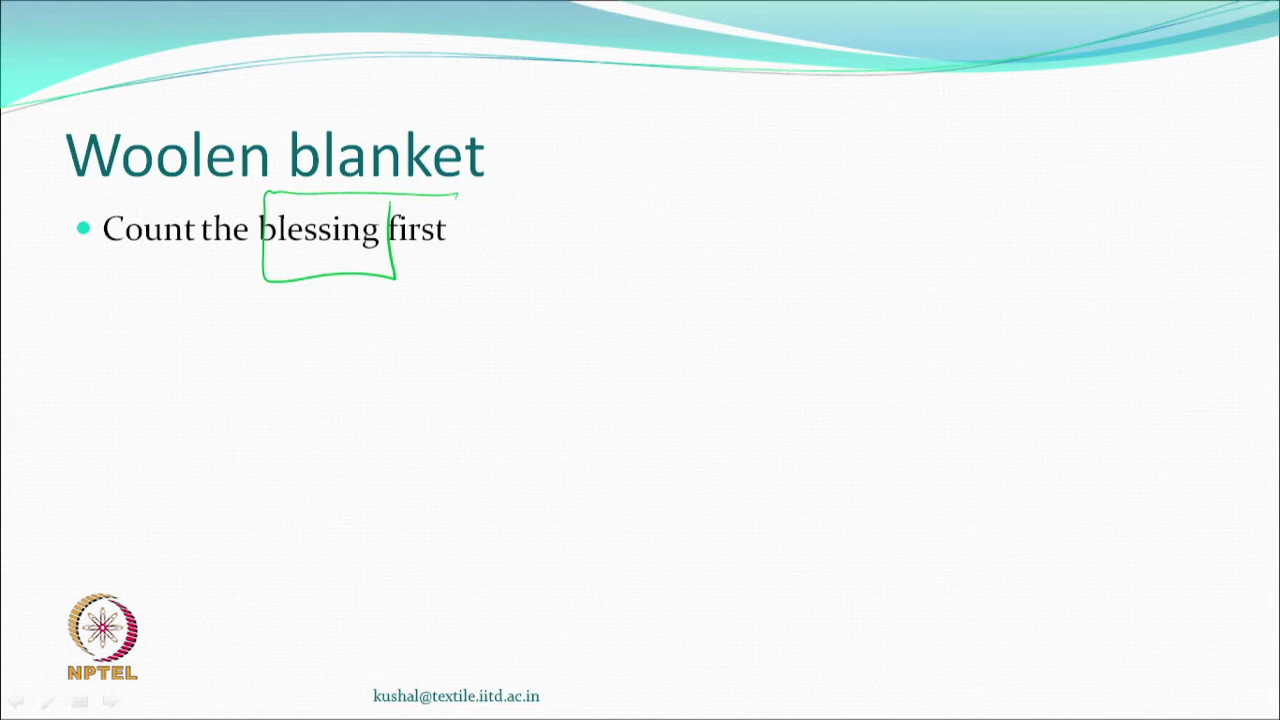 Woolen blanket
Count the blessing first
NPTEL
kushal@textile.iitd.ac.in